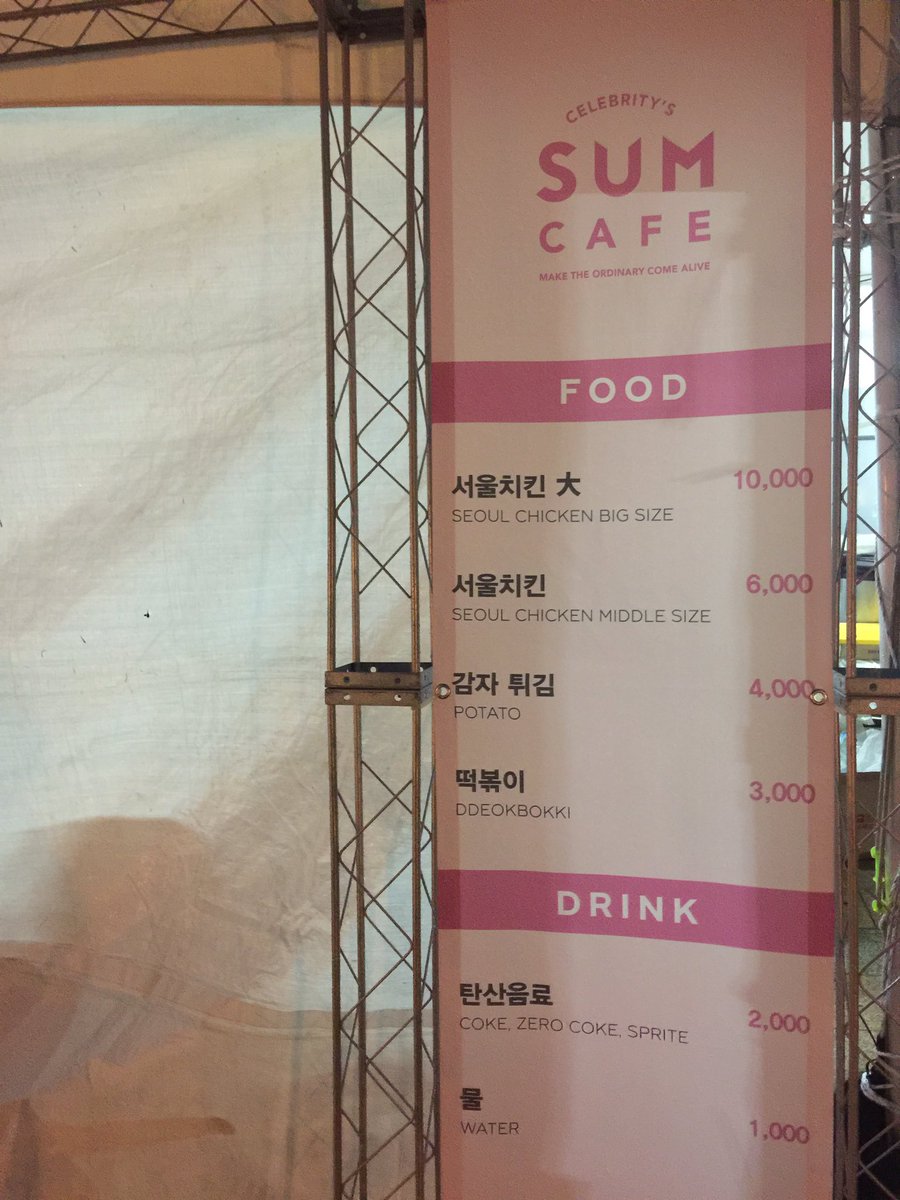 CELEBRITY'S
SUM
CAFE
MAKE THE ORDINARY COME ALIVE
FOOD
서울치킨 大 10,000
SEOUL CHICKEN BIG SIZE
서울치킨 6,000
SEOUL CHICKEN MIDDLE SIZE
감자 튀김 4,000
POTATO
떡볶이 3,000
DDEOKBOKKI
DRINK
탄산음료 2,000
COKE, ZERO COKE, SPRITE
물 1,000
WATER